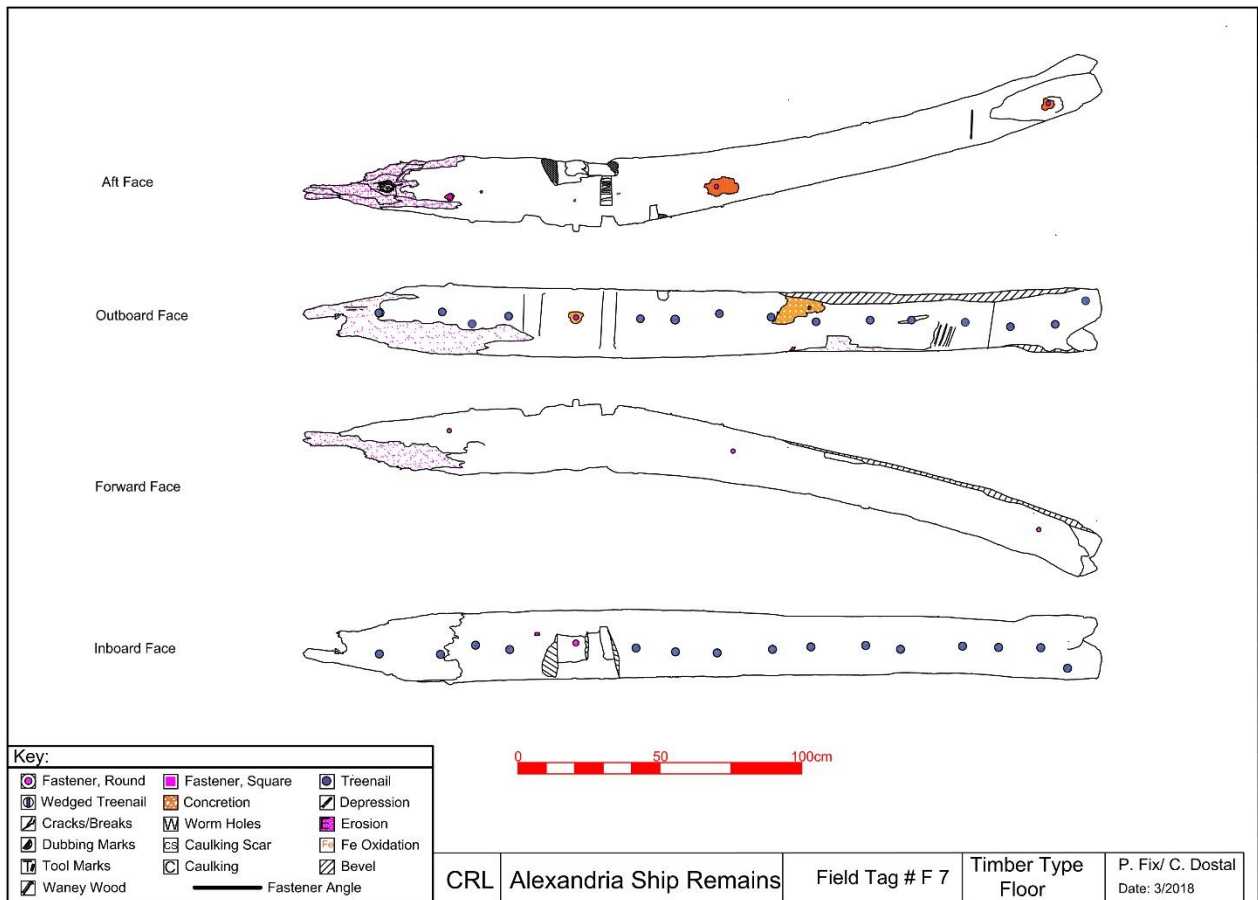 Aft Face
Outboard Face
Forward Face
Inboard Face
0 50 100cm
Key:
Fastener, Round Fastener, Square Treenail
Wedged Treenail Concretion Depression
Cracks/Breaks Worm Holes Erosion
Dubbing Marks CS Caulking Scar Fe Fe Oxidation
Tool Marks C Caulking Bevel
Waney Wood Fastener Angle
CRL Alexandria Ship Remains Field Tag # F 7 Timber Type Floor P. Fix/ C. Dostal
Date: 3/2018